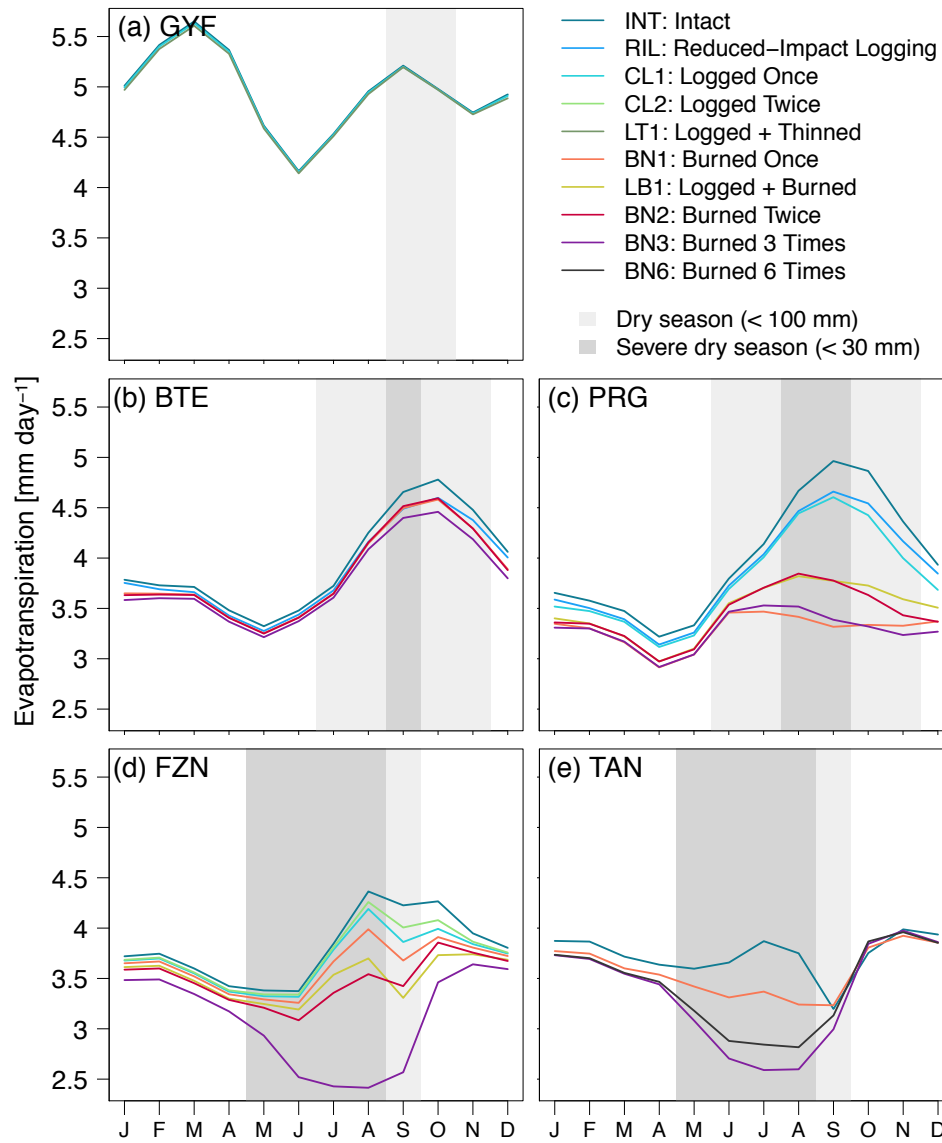 (a) GYF
5.5
5
4.5
4
3.5
3
2.5
INT: Intact
RIL: Reduced−Impact Logging
CL1: Logged Once
CL2: Logged Twice
LT1: Logged + Thinned
BN1: Burned Once
LB1: Logged + Burned
BN2: Burned Twice
BN3: Burned 3 Times
BN6: Burned 6 Times
Dry season (< 100 mm)
Severe dry season (< 30 mm)
Evapotranspiration [mm day⁻¹]
(b) BTE
5.5
5
4.5
4
3.5
3
2.5
(c) PRG
(d) FZN
5.5
5
4.5
4
3.5
3
2.5
J F M A M J J A S O N D
(e) TAN
J F M A M J J A S O N D